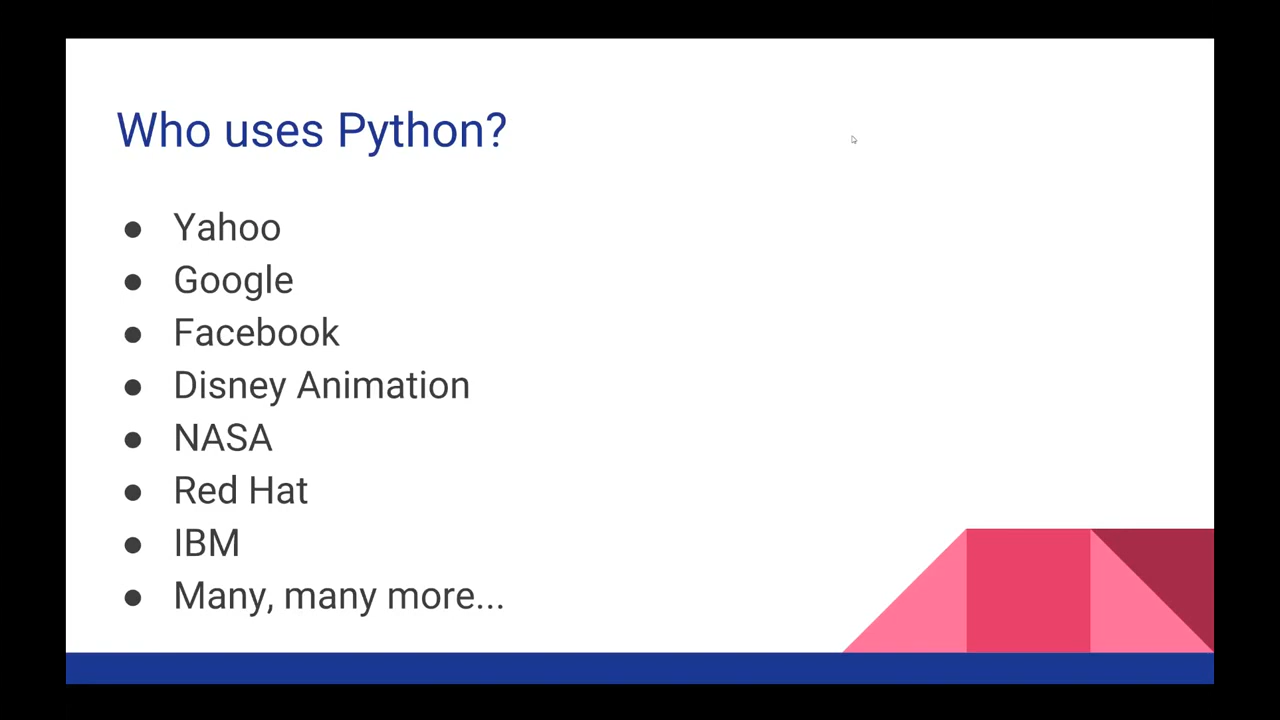 Who uses Python?
● Yahoo
● Google
● Facebook
● Disney Animation
● NASA
● Red Hat
● IBM
● Many, many more...